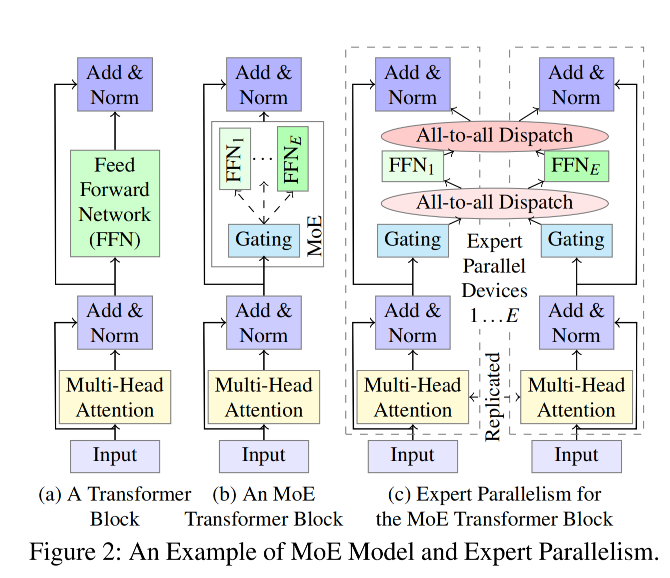 Add &
Norm
Feed
Forward
Network
(FFN)
Add &
Norm
Multi-Head
Attention
Input
(a) A Transformer
Block
Add &
Norm
FFN₁
...
FFN_E
Gating
MoE
Add &
Norm
Multi-Head
Attention
Input
(b) An MoE
Transformer Block
Add &
Norm
Add &
Norm
All-to-all Dispatch
FFN₁
FFN_E
All-to-all Dispatch
Gating
Gating
Expert
Parallel
Devices
1...E
Add &
Norm
Add &
Norm
Multi-Head
Attention
Replicated
Multi-Head
Attention
Input
Input
(c) Expert Parallelism for
the MoE Transformer Block
Figure 2: An Example of MoE Model and Expert Parallelism.